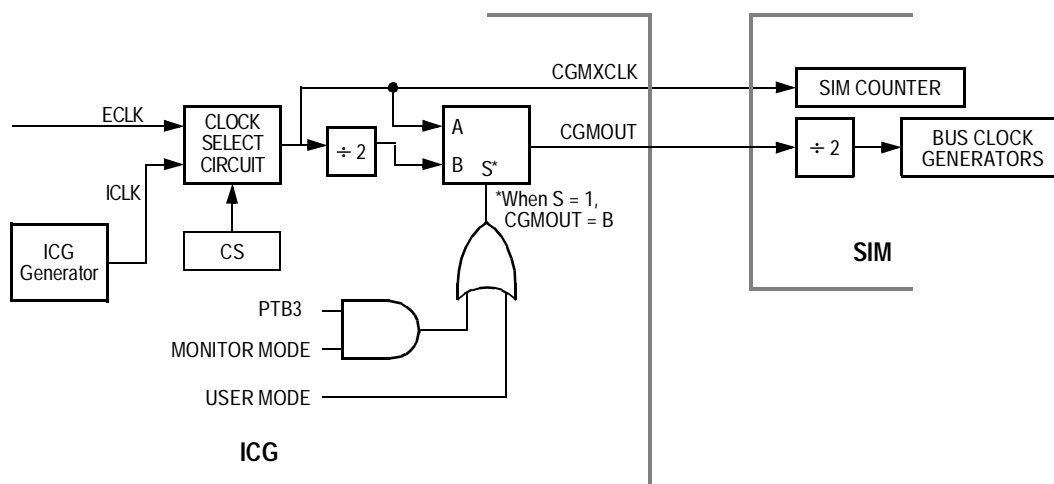 CGMXCLK
SIM COUNTER
ECLK
CLOCK
SELECT
CIRCUIT
÷ 2
A
B
S*
CGMOUT
÷ 2
BUS CLOCK
GENERATORS
ICLK
*When S = 1,
CGMOUT = B
ICG
Generator
CS
SIM
PTB3
MONITOR MODE
USER MODE
ICG